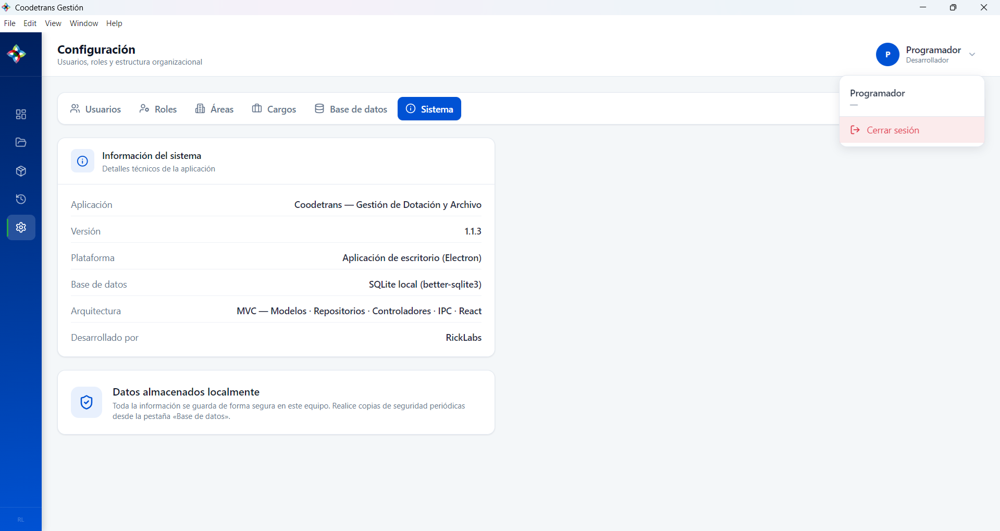 Coodetrans Gestión
File Edit View Window Help
Configuración
Usuarios, roles y estructura organizacional
P
Programador
Desarrollador
Programador
—
Cerrar sesión
Usuarios Roles Áreas Cargos Base de datos Sistema
Información del sistema
Detalles técnicos de la aplicación
Aplicación Coodetrans — Gestión de Dotación y Archivo
Versión 1.1.3
Plataforma Aplicación de escritorio (Electron)
Base de datos SQLite local (better-sqlite3)
Arquitectura MVC — Modelos · Repositorios · Controladores · IPC · React
Desarrollado por RickLabs
Datos almacenados localmente
Toda la información se guarda de forma segura en este equipo. Realice copias de seguridad periódicas
desde la pestaña «Base de datos».
RL